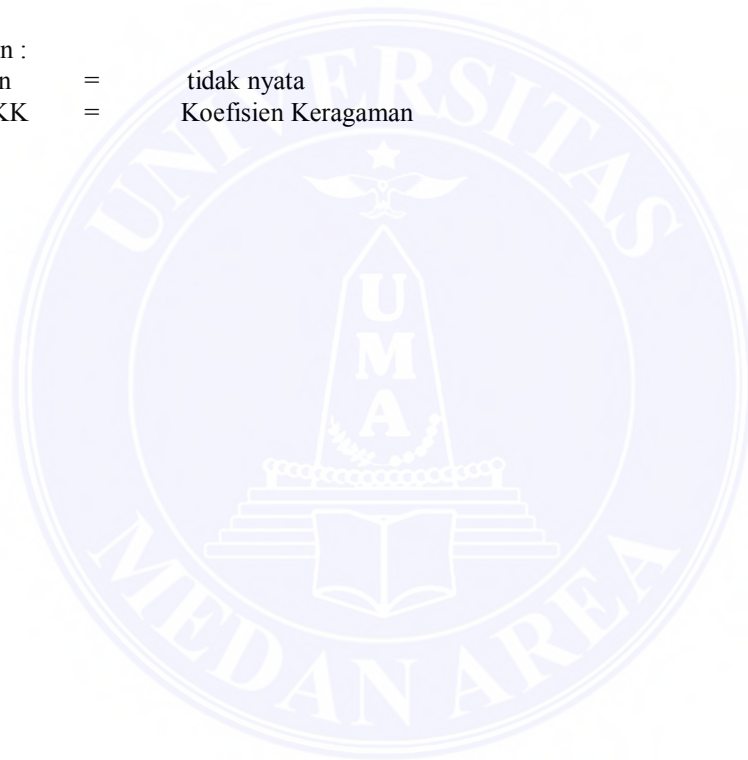 n :
n = tidak nyata
KK = Koefisien Keragaman
UNIVERSITAS
U
M
A
MEDAN AREA